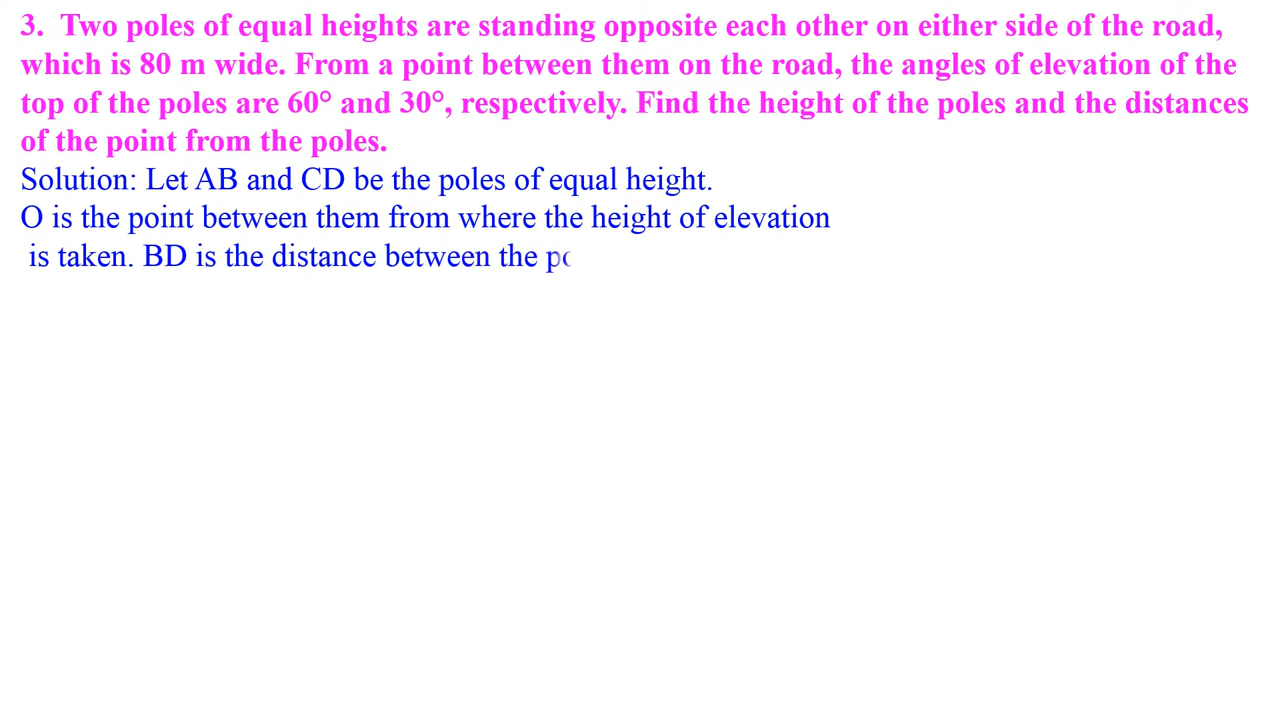 3. Two poles of equal heights are standing opposite each other on either side of the road,
which is 80 m wide. From a point between them on the road, the angles of elevation of the
top of the poles are 60° and 30°, respectively. Find the height of the poles and the distances
of the point from the poles.
Solution: Let AB and CD be the poles of equal height.
O is the point between them from where the height of elevation
is taken. BD is the distance between the